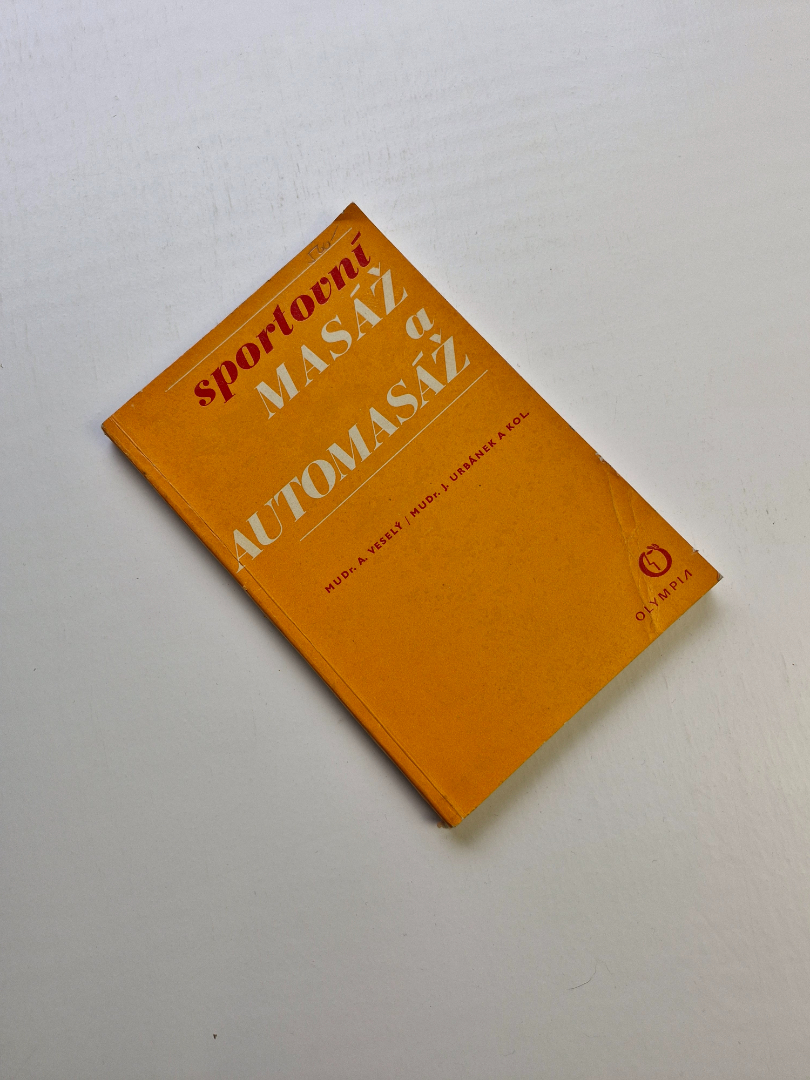 sportovní
MASÁŽ
a
AUTOMASÁŽ
MUDr. A. VESELÝ / MUDr. J. URBÁNEK A KOL.
OLYMPIA